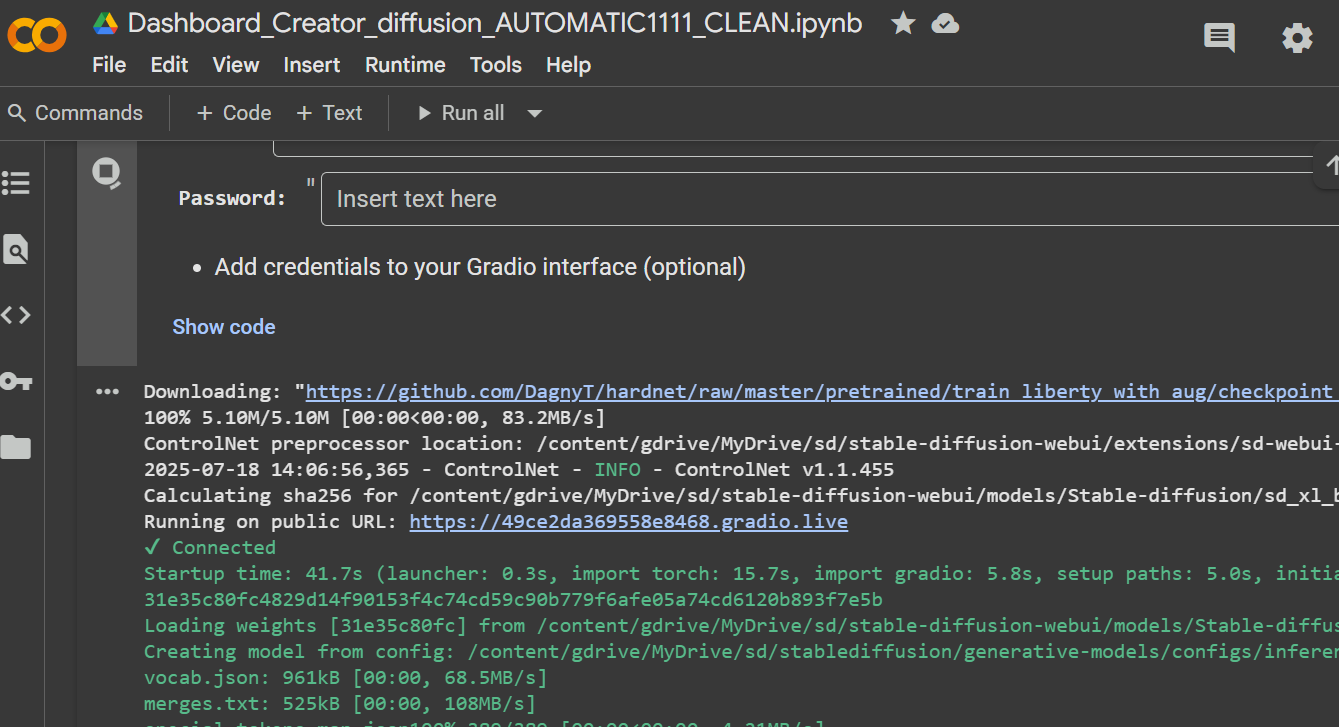 Dashboard_Creator_diffusion_AUTOMATIC1111_CLEAN.ipynb
File Edit View Insert Runtime Tools Help
Commands + Code + Text Run all
Password: " Insert text here
Add credentials to your Gradio interface (optional)
Show code
Downloading: "https://github.com/DagnyT/hardnet/raw/master/pretrained/train_liberty_with_aug/checkpoint_
100% 5.10M/5.10M [00:00<00:00, 83.2MB/s]
ControlNet preprocessor location: /content/gdrive/MyDrive/sd/stable-diffusion-webui/extensions/sd-webui-
2025-07-18 14:06:56,365 - ControlNet - INFO - ControlNet v1.1.455
Calculating sha256 for /content/gdrive/MyDrive/sd/stable-diffusion-webui/models/Stable-diffusion/sd_xl_b
Running on public URL: https://49ce2da369558e8468.gradio.live
✓ Connected
Startup time: 41.7s (launcher: 0.3s, import torch: 15.7s, import gradio: 5.8s, setup paths: 5.0s, initia
31e35c80fc4829d14f90153f4c74cd59c90b779f6afe05a74cd6120b893f7e5b
Loading weights [31e35c80fc] from /content/gdrive/MyDrive/sd/stable-diffusion-webui/models/Stable-diffus
Creating model from config: /content/gdrive/MyDrive/sd/stablediffusion/generative-models/configs/inferen
vocab.json: 961kB [00:00, 68.5MB/s]
merges.txt: 525kB [00:00, 108MB/s]